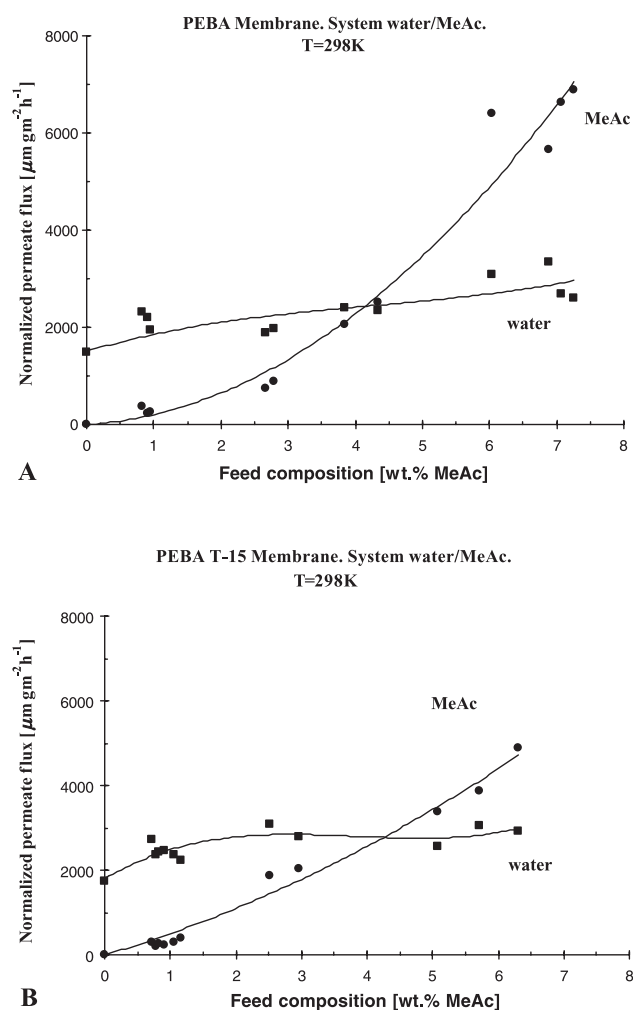 PEBA Membrane. System water/MeAc.
T=298K
Normalized permeate flux [μm gm⁻²h⁻¹]
8000
6000
4000
2000
0
MeAc
water
0 1 2 3 4 5 6 7 8
Feed composition [wt.% MeAc]
A
PEBA T-15 Membrane. System water/MeAc.
T=298K
Normalized permeate flux [μm gm⁻²h⁻¹]
8000
6000
4000
2000
0
MeAc
water
0 1 2 3 4 5 6 7 8
Feed composition [wt.% MeAc]
B